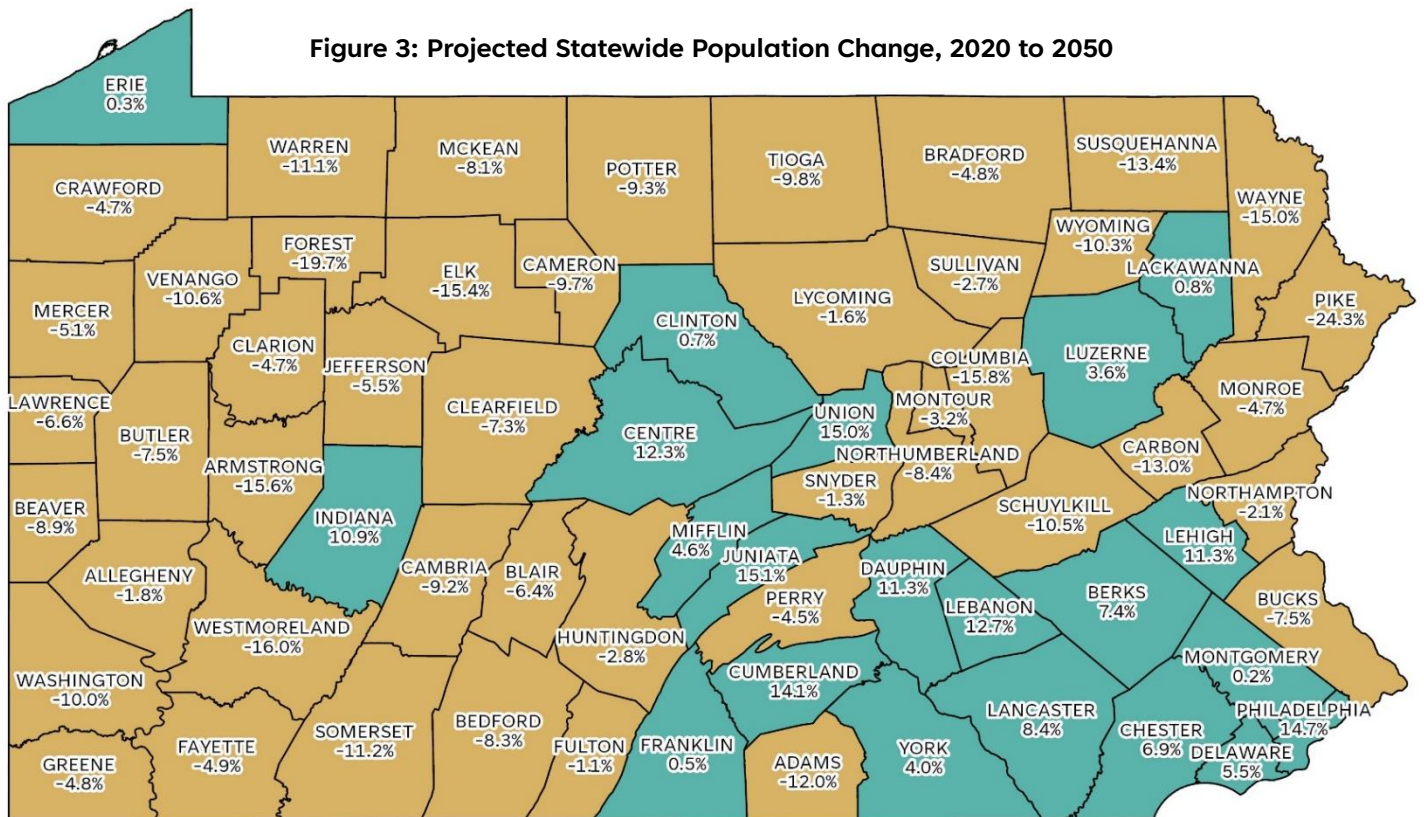 Figure 3: Projected Statewide Population Change, 2020 to 2050
ERIE
0.3%
WARREN
-11.1%
MCKEAN
-8.1%
POTTER
-9.3%
TIOGA
-9.8%
BRADFORD
-4.8%
SUSQUEHANNA
-13.4%
CRAWFORD
-4.7%
WAYNE
-15.0%
FOREST
-19.7%
WYOMING
-10.3%
VENANGO
-10.6%
ELK
-15.4%
CAMERON
-9.7%
SULLIVAN
-2.7%
LACKAWANNA
0.8%
MERCER
-5.1%
LYCOMING
-1.6%
PIKE
-24.3%
CLINTON
0.7%
CLARION
-4.7%
JEFFERSON
-5.5%
COLUMBIA
-15.8%
LUZERNE
3.6%
LAWRENCE
-6.6%
CLEARFIELD
-7.3%
UNION
15.0%
MONTOUR
-3.2%
MONROE
-4.7%
BUTLER
-7.5%
CENTRE
12.3%
CARBON
-13.0%
ARMSTRONG
-15.6%
NORTHUMBERLAND
-8.4%
SNYDER
-1.3%
NORTHAMPTON
-2.1%
BEAVER
-8.9%
INDIANA
10.9%
SCHUYLKILL
-10.5%
MIFFLIN
4.6%
JUNIATA
15.1%
LEHIGH
11.3%
ALLEGHENY
-1.8%
CAMBRIA
-9.2%
BLAIR
-6.4%
DAUPHIN
11.3%
PERRY
-4.5%
LEBANON
12.7%
BERKS
7.4%
BUCKS
-7.5%
WESTMORELAND
-16.0%
HUNTINGDON
-2.8%
MONTGOMERY
0.2%
WASHINGTON
-10.0%
CUMBERLAND
14.1%
LANCASTER
8.4%
PHILADELPHIA
14.7%
SOMERSET
-11.2%
BEDFORD
-8.3%
CHESTER
6.9%
FAYETTE
-4.9%
FULTON
-1.1%
FRANKLIN
0.5%
YORK
4.0%
DELAWARE
5.5%
GREENE
-4.8%
ADAMS
-12.0%